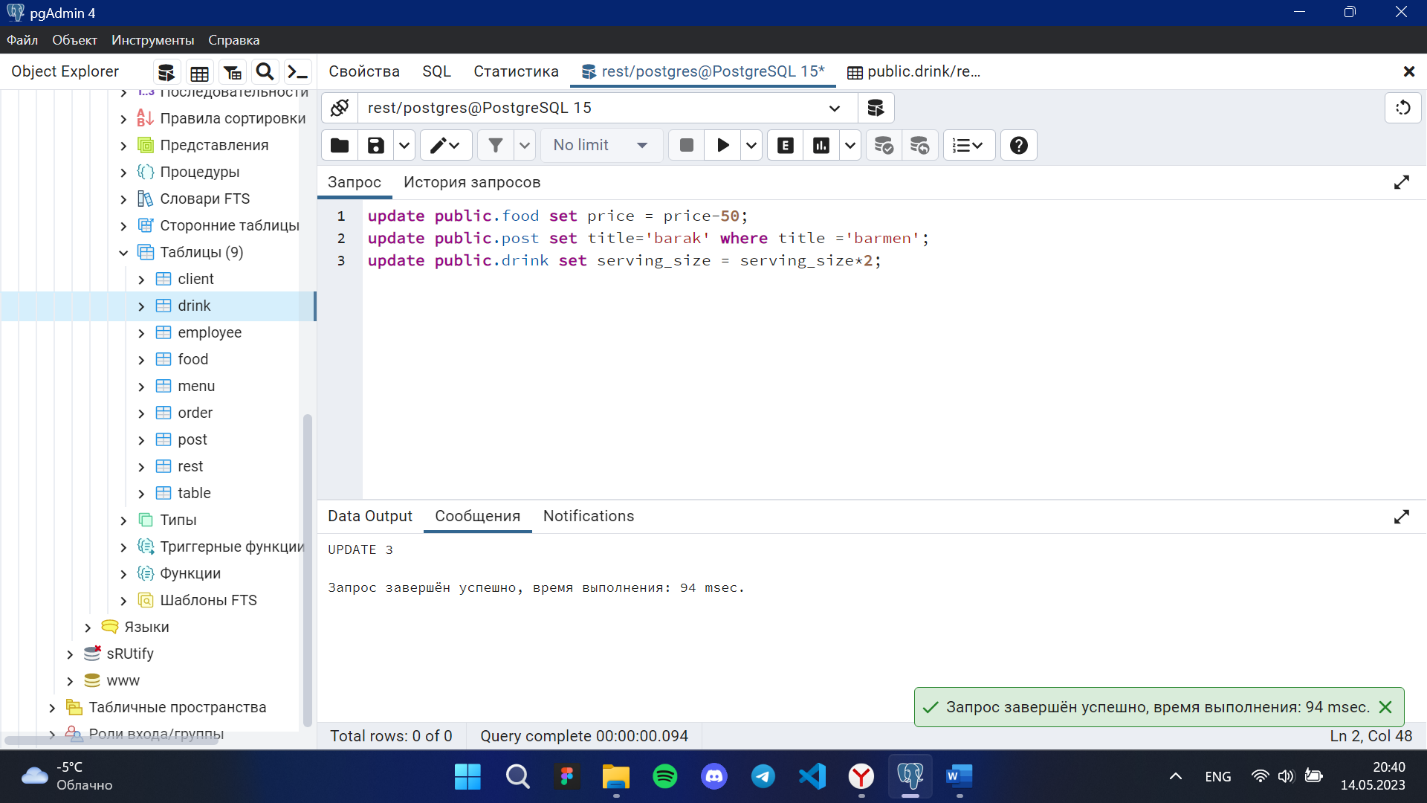 pgAdmin 4
Файл Объект Инструменты Справка
Object Explorer
Свойства SQL Статистика rest/postgres@PostgreSQL 15* public.drink/re...
rest/postgres@PostgreSQL 15
No limit
E
Запрос История запросов
1 update public.food set price = price-50;
2 update public.post set title='barak' where title ='barmen';
3 update public.drink set serving_size = serving_size*2;
1..3 Последовательности
Правила сортировки
Представления
Процедуры
Словари FTS
Сторонние таблицы
Таблицы (9)
client
drink
employee
food
menu
order
post
rest
table
Типы
Триггерные функции
Функции
Шаблоны FTS
Языки
sRUtify
www
Табличные пространства
Роли входа/группы
Data Output Сообщения Notifications
UPDATE 3
Запрос завершён успешно, время выполнения: 94 msec.
Запрос завершён успешно, время выполнения: 94 msec.
Total rows: 0 of 0 Query complete 00:00:00.094 Ln 2, Col 48
-5°C
Облачно
ENG
20:40
14.05.2023